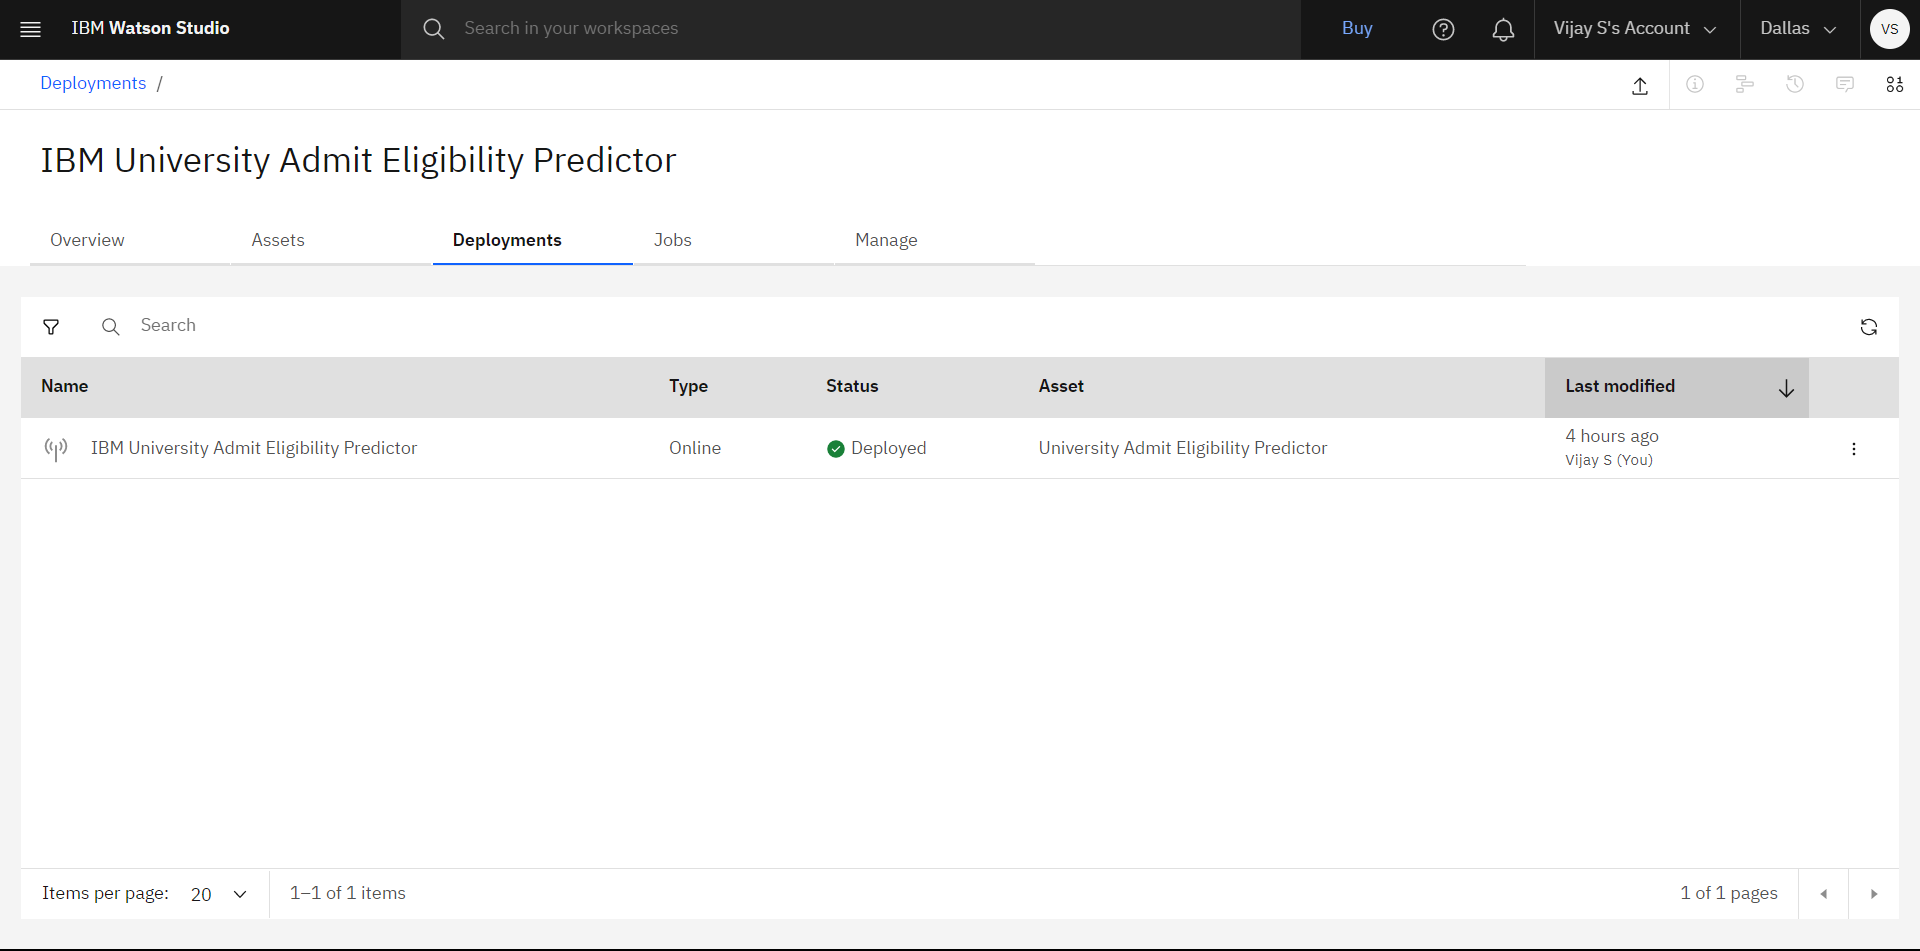 IBM Watson Studio
Search in your workspaces
Buy
Vijay S's Account
Dallas
VS
Deployments /
IBM University Admit Eligibility Predictor
Overview
Assets
Deployments
Jobs
Manage
Search
Name
Type
Status
Asset
Last modified
IBM University Admit Eligibility Predictor
Online
Deployed
University Admit Eligibility Predictor
4 hours ago
Vijay S (You)
Items per page: 20
1–1 of 1 items
1 of 1 pages